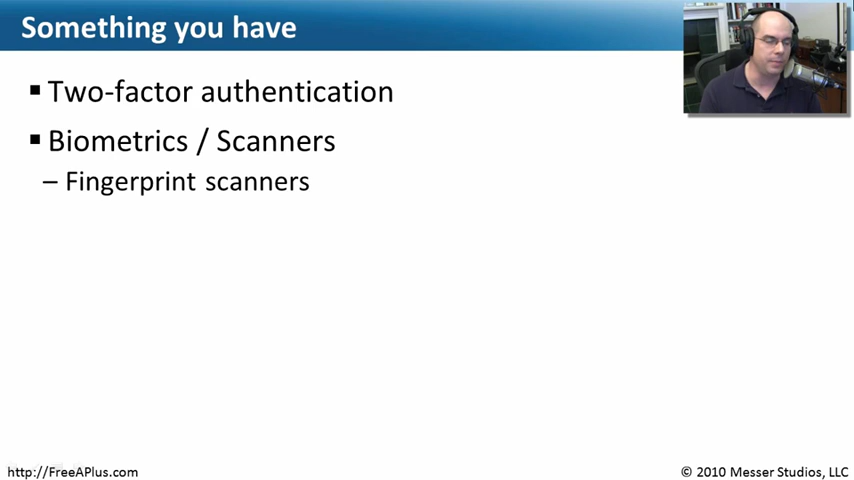 Something you have
▪ Two-factor authentication
▪ Biometrics / Scanners
– Fingerprint scanners
http://FreeAPlus.com
© 2010 Messer Studios, LLC